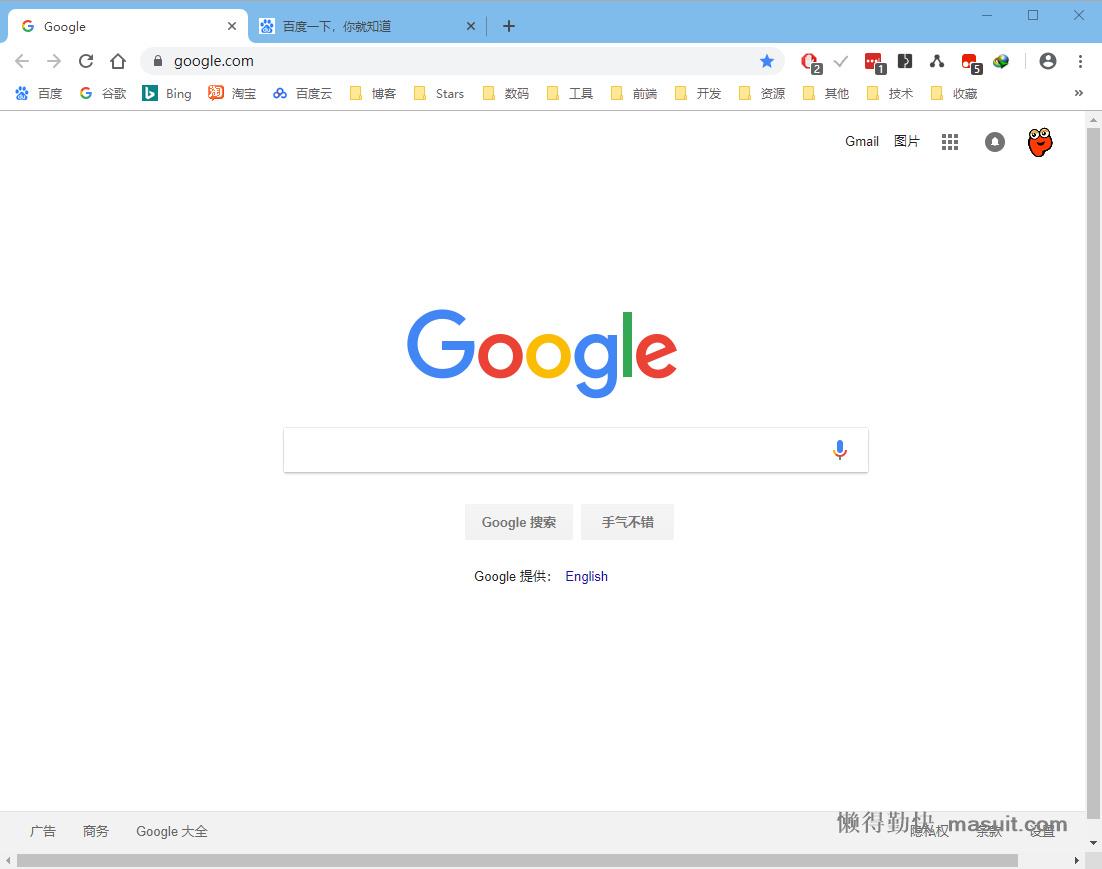 Google
百度一下，你就知道
google.com
2
1
5
百度 谷歌 Bing 淘宝 百度云 博客 Stars 数码 工具 前端 开发 资源 其他 技术 收藏 »
Gmail 图片
Google
Google 搜索 手气不错
Google 提供： English
广告 商务 Google 大全 隐私权 条款 设置
懒得勤快 masuit.com